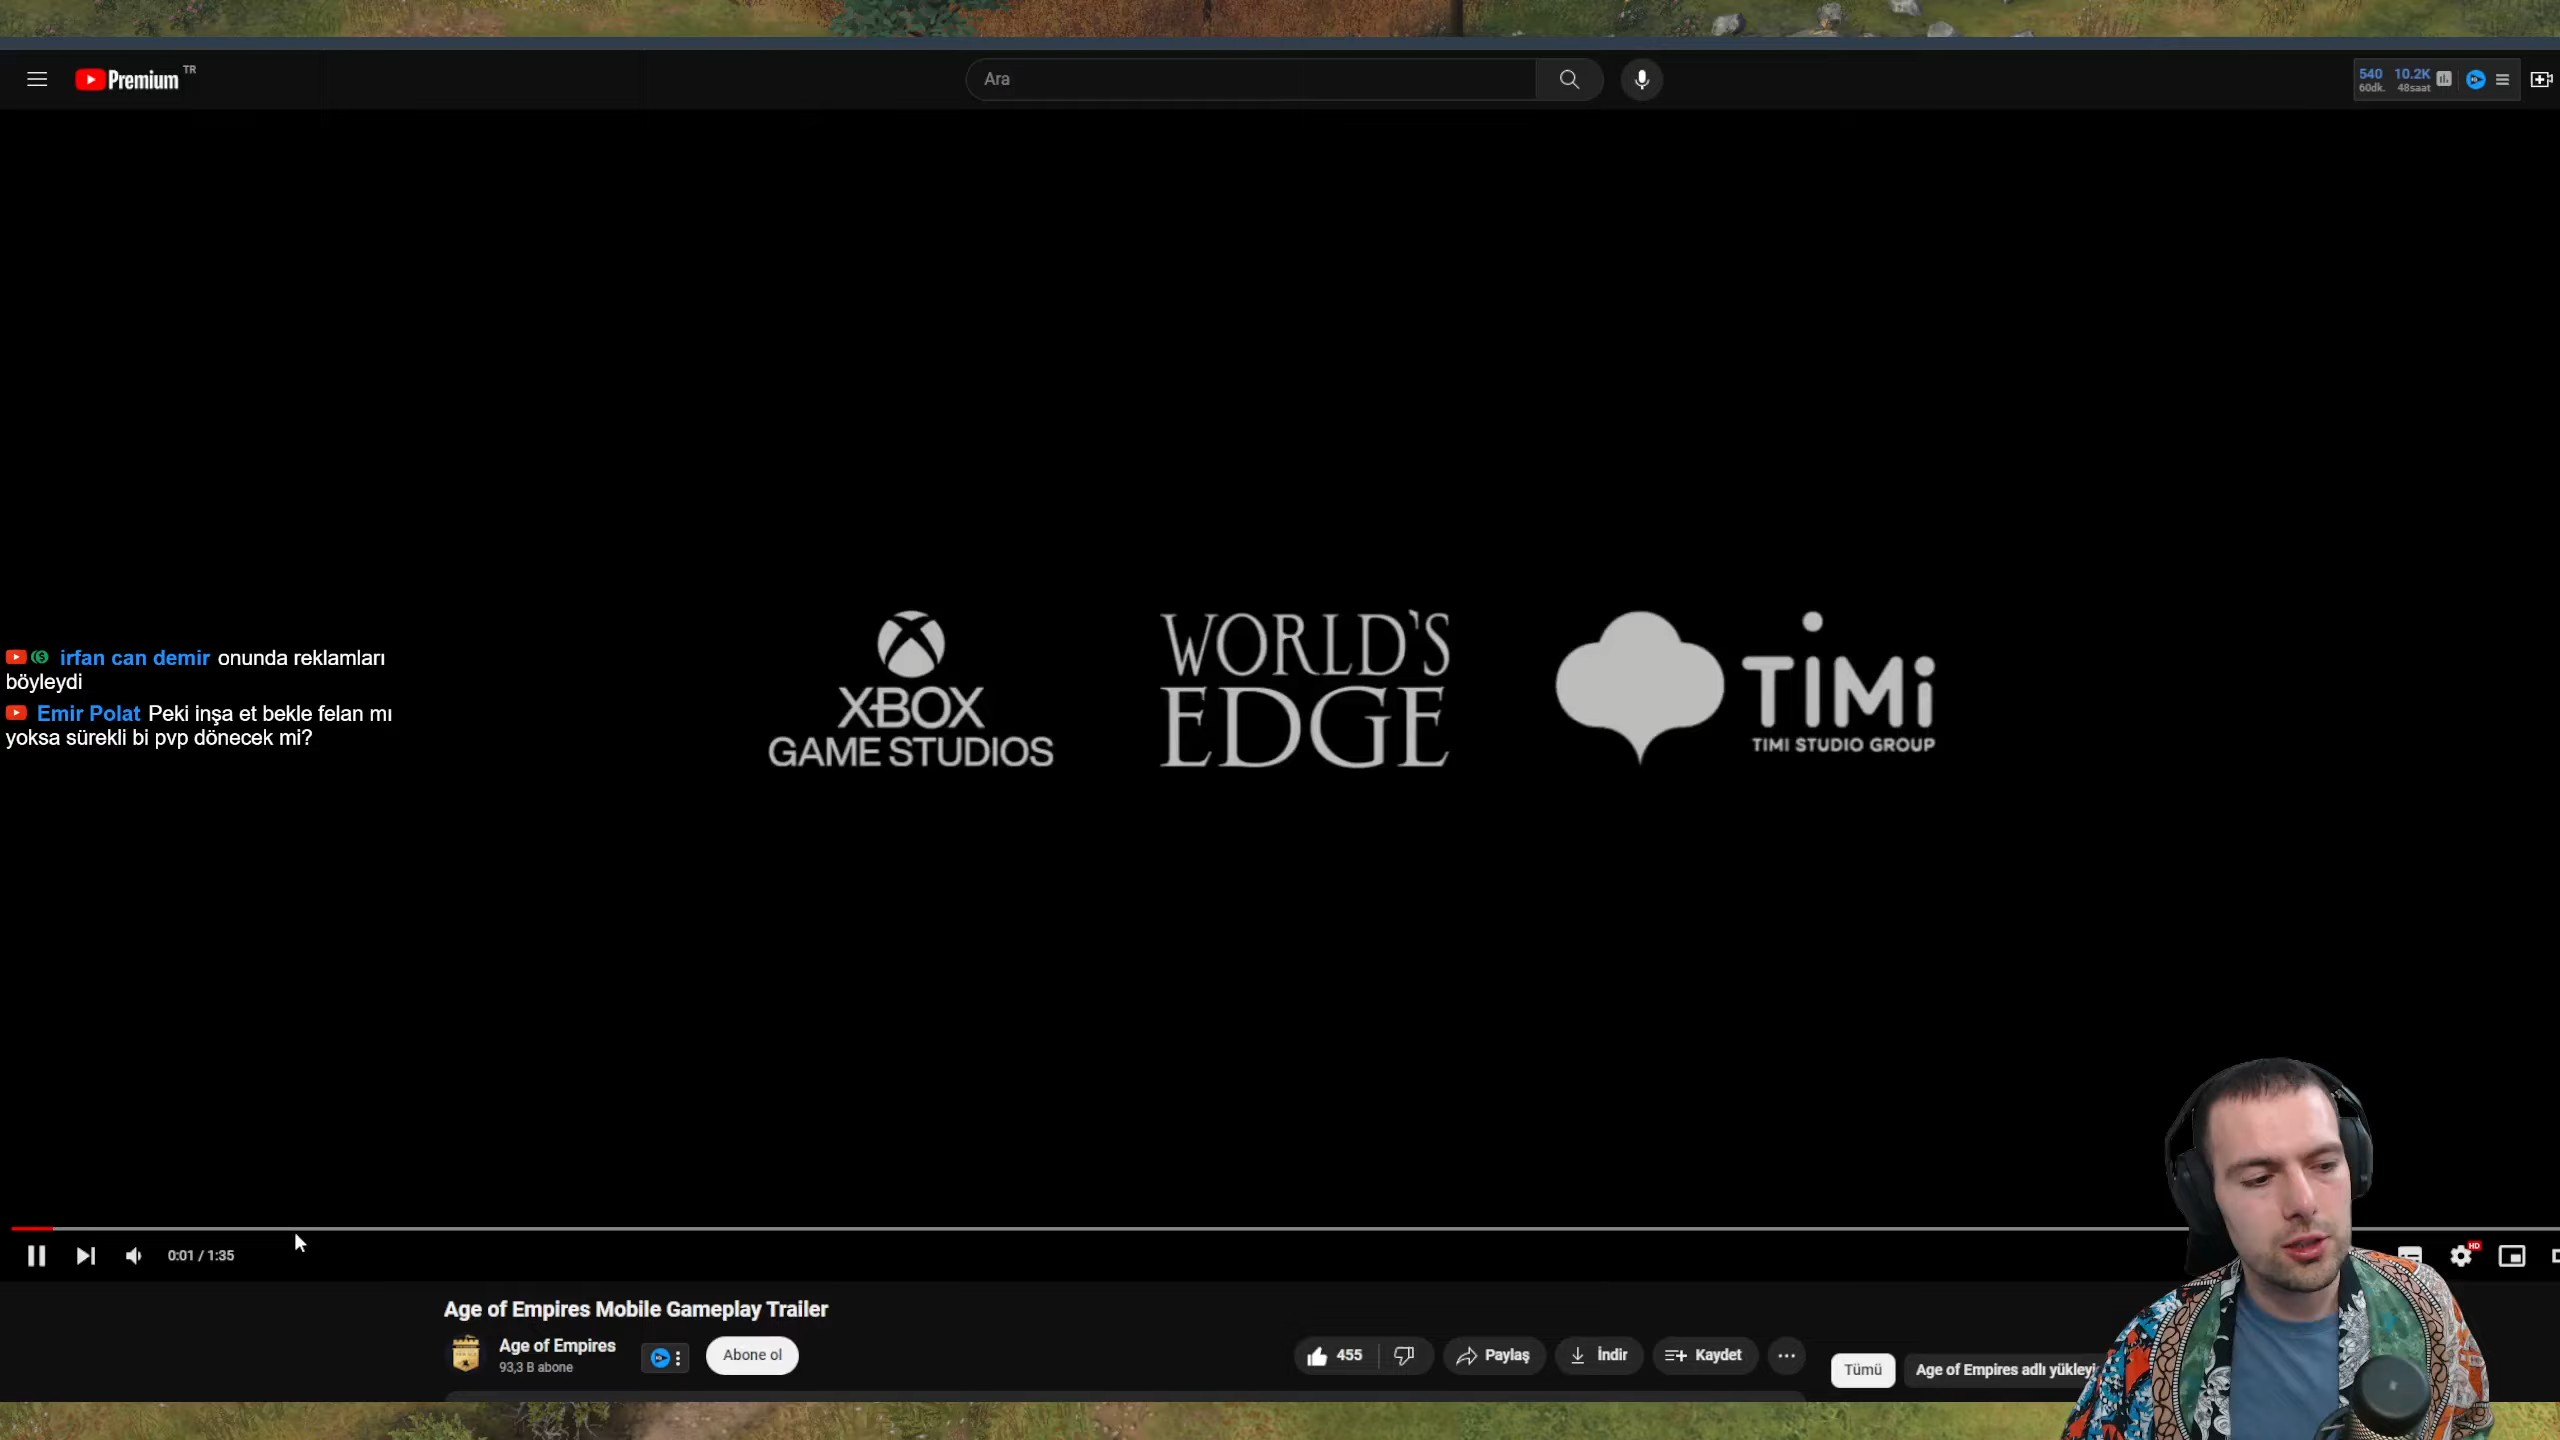 Premium TR
Ara
540 10.2K
60dk. 48saat
irfan can demir onunda reklamları
böyleydi
Emir Polat Peki inşa et bekle felan mı
yoksa sürekli bi pvp dönecek mi?
XBOX
GAME STUDIOS
WORLD'S
EDGE
TiMi
TIMI STUDIO GROUP
0:01 / 1:35
HD
Age of Empires Mobile Gameplay Trailer
Age of Empires
93,3 B abone
Abone ol
455
Paylaş
İndir
Kaydet
Tümü
Age of Empires adlı